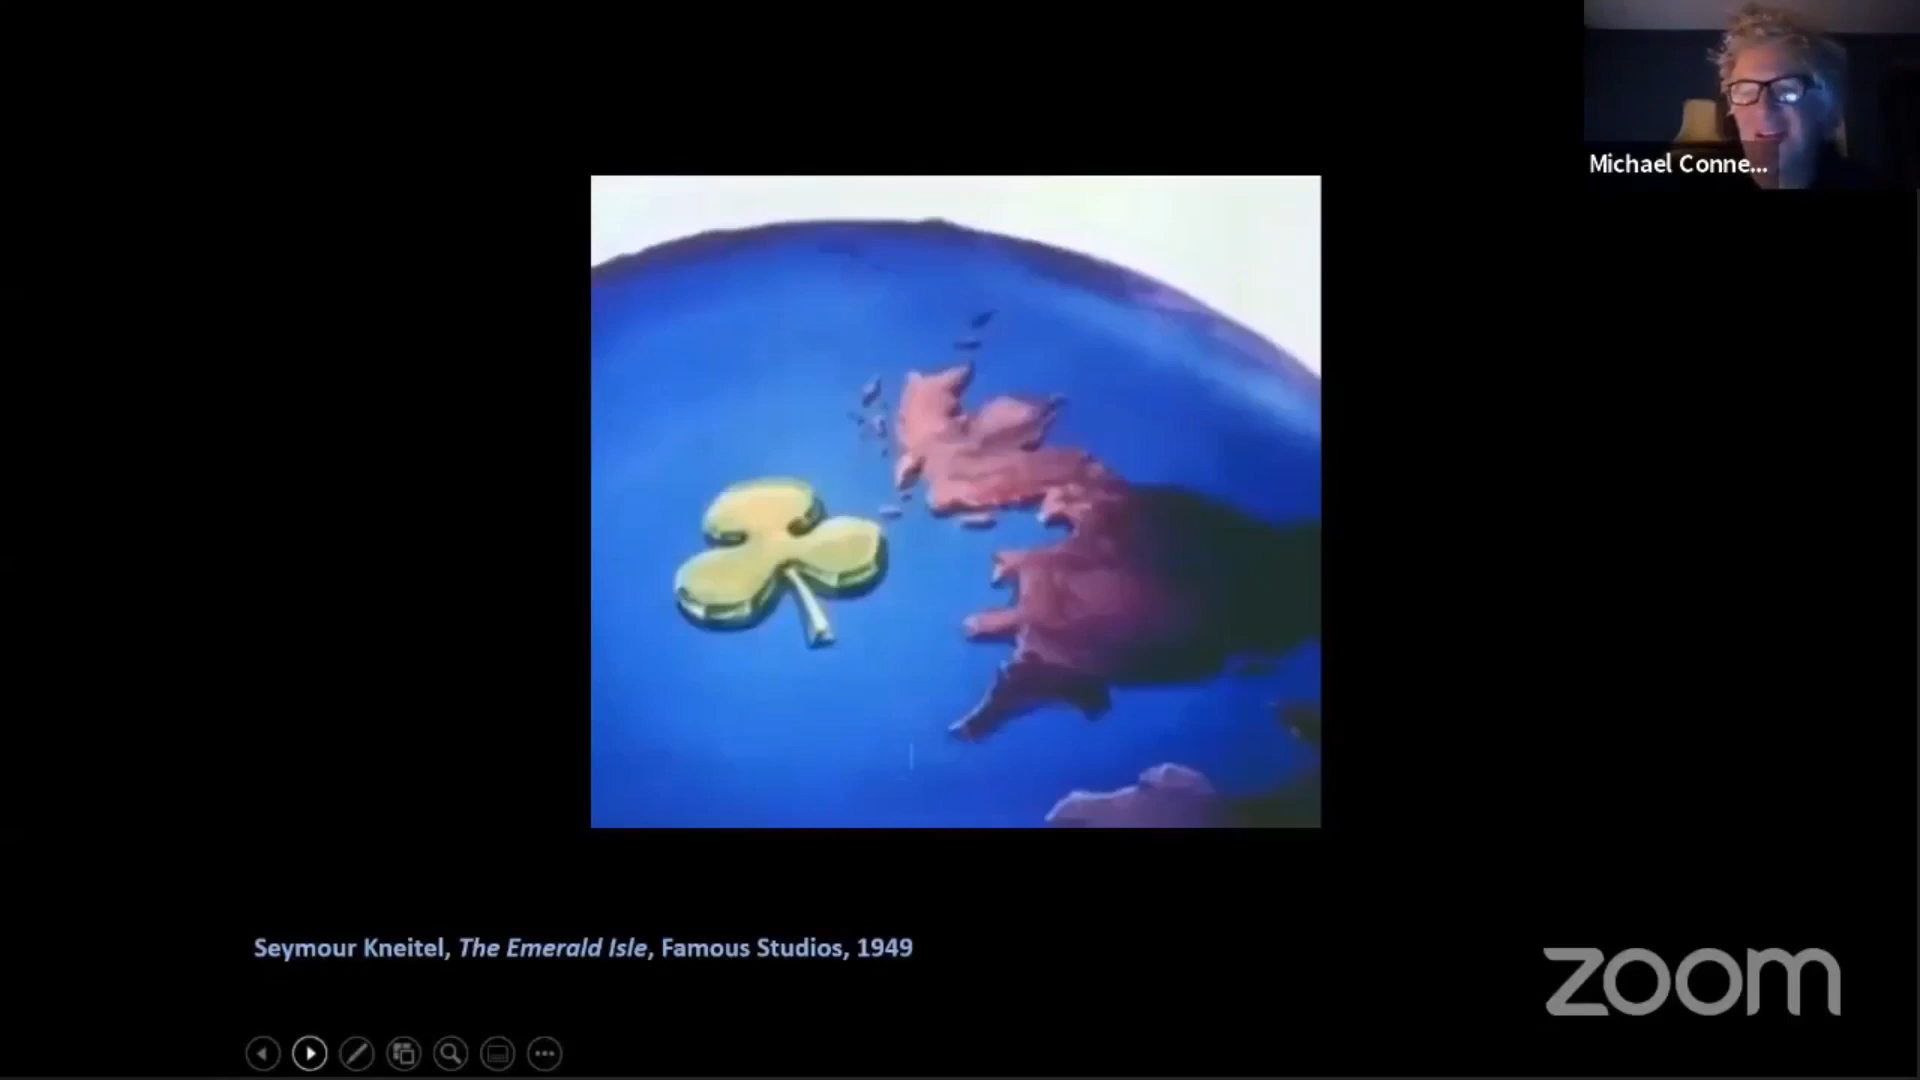 Michael Conne...
Seymour Kneitel, The Emerald Isle, Famous Studios, 1949
zoom